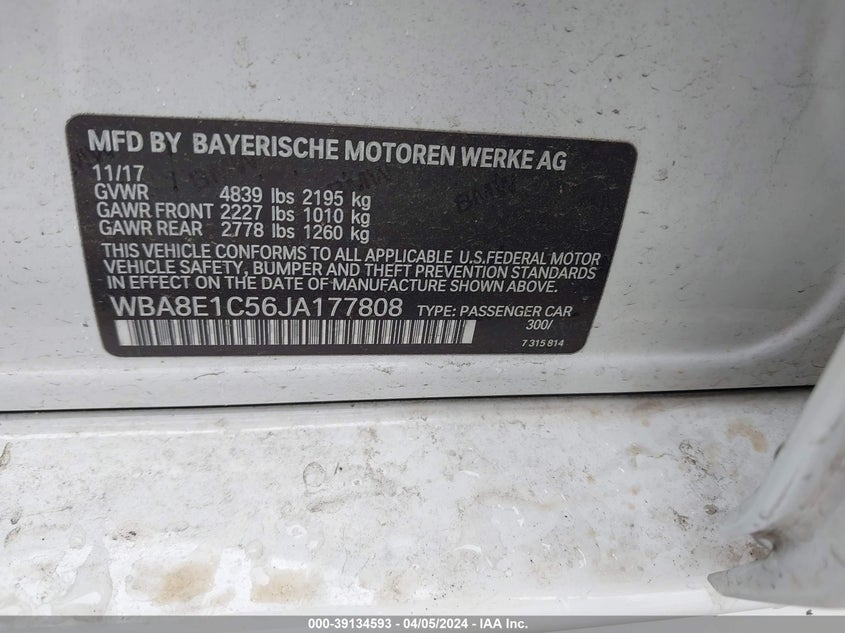 MFD BY BAYERISCHE MOTOREN WERKE AG
11/17
GVWR 4839 lbs 2195 kg
GAWR FRONT 2227 lbs 1010 kg
GAWR REAR 2778 lbs 1260 kg
THIS VEHICLE CONFORMS TO ALL APPLICABLE U.S.FEDERAL MOTOR
VEHICLE SAFETY, BUMPER AND THEFT PREVENTION STANDARDS
IN EFFECT ON THE DATE OF MANUFACTURE SHOWN ABOVE.
WBA8E1C56JA177808 TYPE: PASSENGER CAR
300/
7 315 814
000-39134593 - 04/05/2024 - IAA Inc.